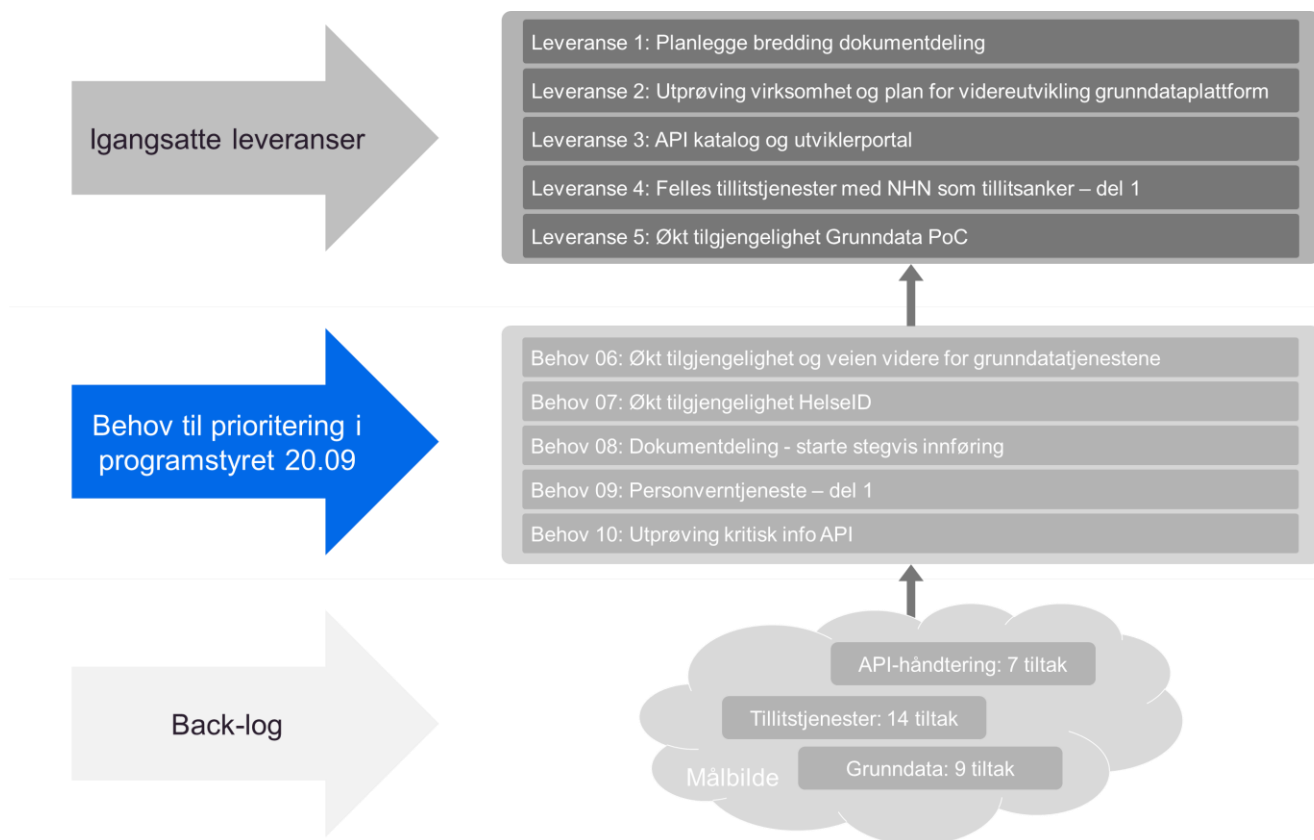 Igangsatte leveranser
Leveranse 1: Planlegge bredding dokumentdeling
Leveranse 2: Utprøving virksomhet og plan for videreutvikling grunndataplattform
Leveranse 3: API katalog og utviklerportal
Leveranse 4: Felles tillitstjenester med NHN som tillitsanker – del 1
Leveranse 5: Økt tilgjengelighet Grunndata PoC
Behov til prioritering i
programstyret 20.09
Behov 06: Økt tilgjengelighet og veien videre for grunndatatjenestene
Behov 07: Økt tilgjengelighet HelseID
Behov 08: Dokumentdeling - starte stegvis innføring
Behov 09: Personverntjeneste – del 1
Behov 10: Utprøving kritisk info API
Back-log
API-håndtering: 7 tiltak
Tillitstjenester: 14 tiltak
Grunndata: 9 tiltak
Målbilde